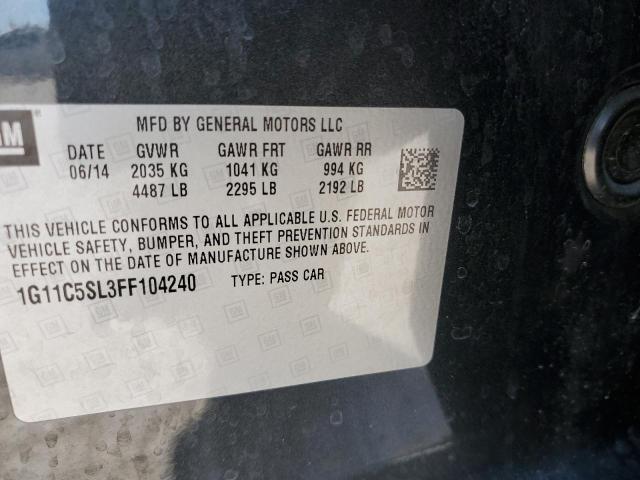 GM
MFD BY GENERAL MOTORS LLC
DATE GVWR GAWR FRT GAWR RR
06/14 2035 KG 1041 KG 994 KG
4487 LB 2295 LB 2192 LB
THIS VEHICLE CONFORMS TO ALL APPLICABLE U.S. FEDERAL MOTOR
VEHICLE SAFETY, BUMPER, AND THEFT PREVENTION STANDARDS IN
EFFECT ON THE DATE OF MANUFACTURE SHOWN ABOVE.
1G11C5SL3FF104240 TYPE: PASS CAR